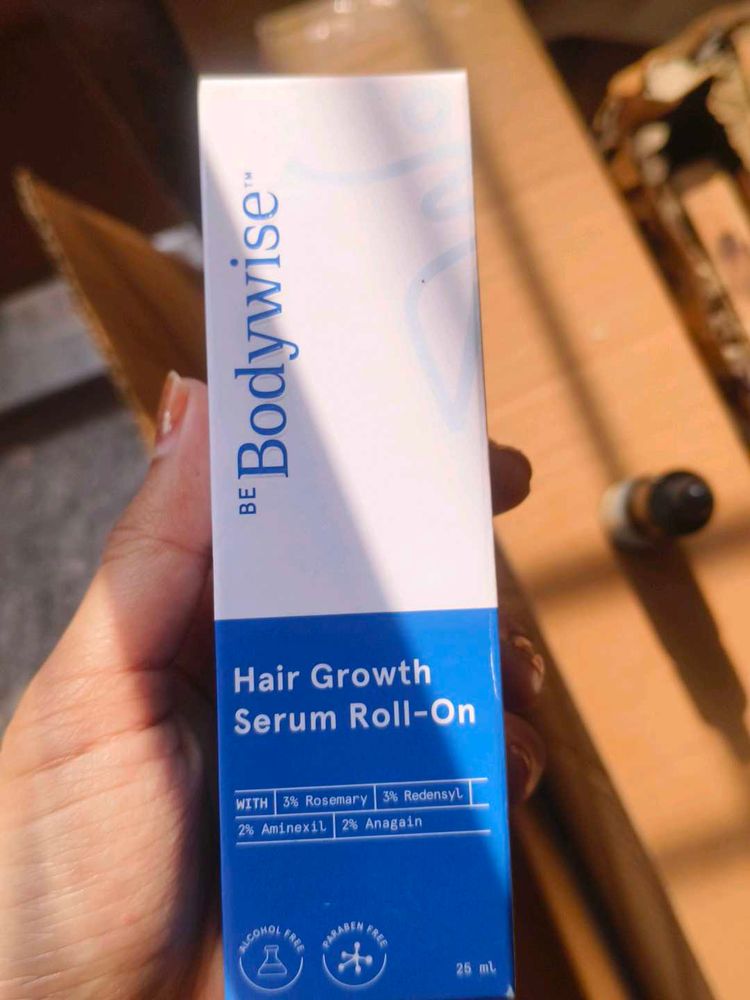 BE Bodywise™
Hair Growth
Serum Roll-On
WITH 3% Rosemary 3% Redensyl
2% Aminexil 2% Anagain
ALCOHOL FREE PARABEN FREE
25 ml